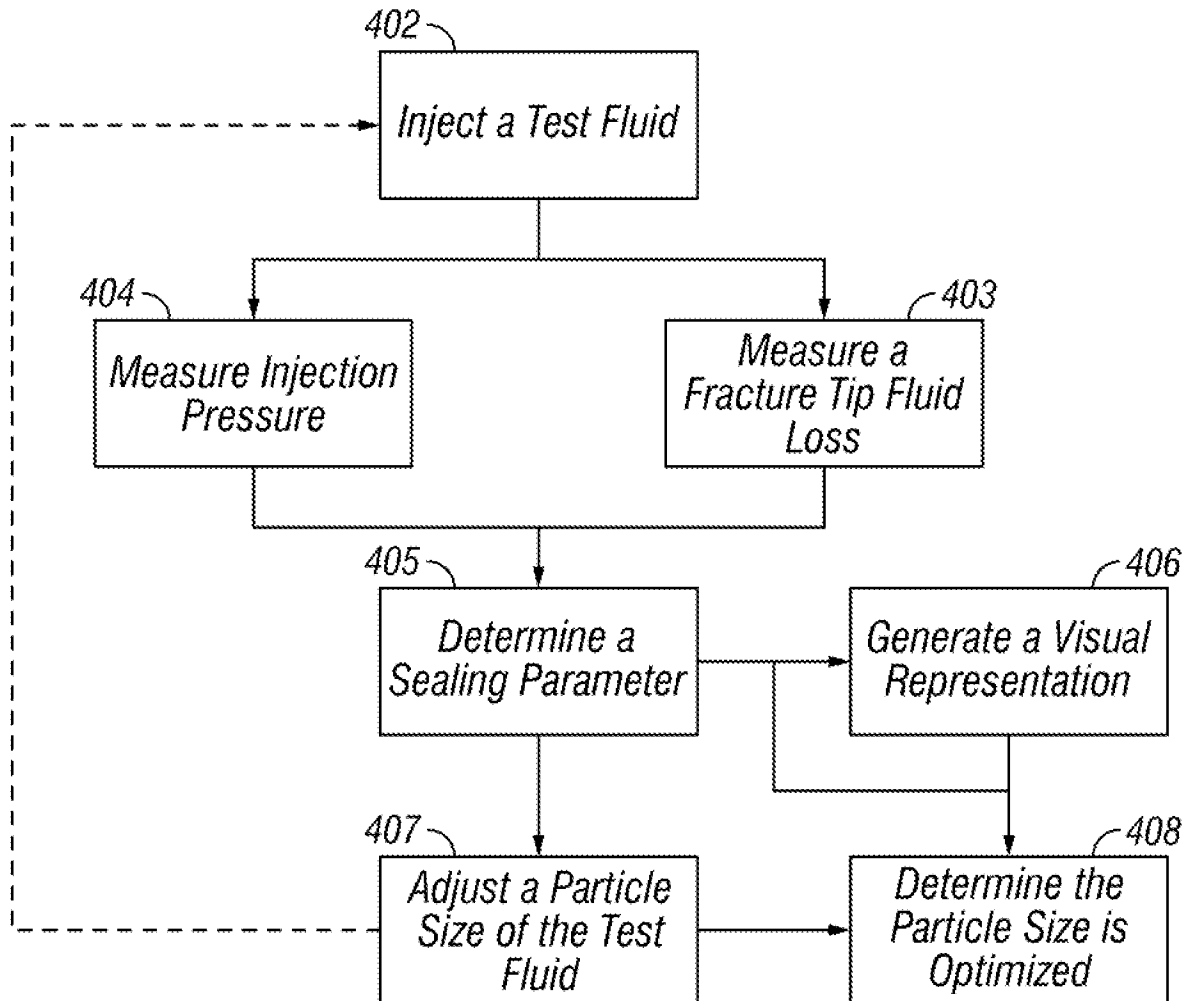 402
Inject a Test Fluid
404
Measure Injection
Pressure
403
Measure a
Fracture Tip Fluid
Loss
405
Determine a
Sealing Parameter
406
Generate a Visual
Representation
407
Adjust a Particle
Size of the Test
Fluid
408
Determine the
Particle Size is
Optimized